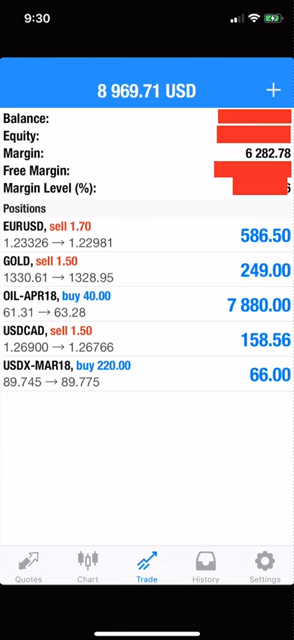 9:30
8 969.71 USD +
Balance:
Equity:
Margin: 6 282.78
Free Margin:
Margin Level (%): 6
Positions
EURUSD, sell 1.70
1.23326 → 1.22981 586.50
GOLD, sell 1.50
1330.61 → 1328.95 249.00
OIL-APR18, buy 40.00
61.31 → 63.28 7 880.00
USDCAD, sell 1.50
1.26900 → 1.26766 158.56
USDX-MAR18, buy 220.00
89.745 → 89.775 66.00
Quotes Chart Trade History Settings